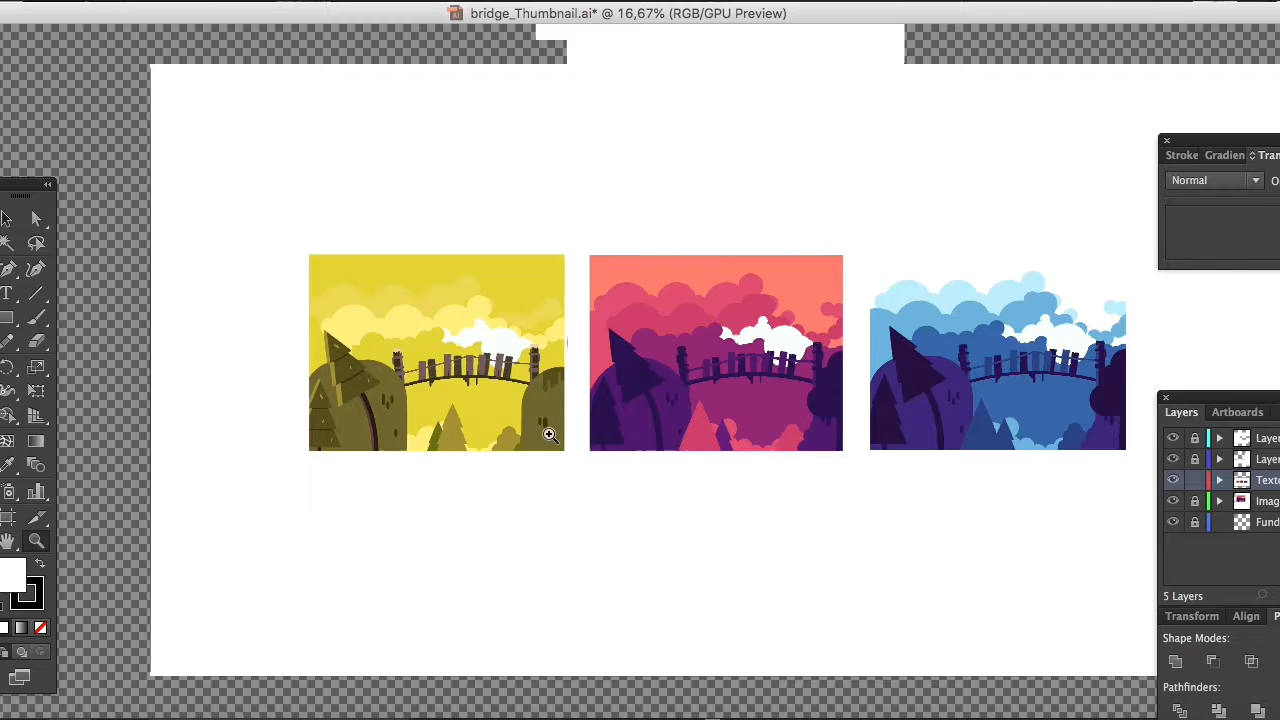 bridge_Thumbnail.ai* @ 16,67% (RGB/GPU Preview)
Stroke Gradien Tran
Normal O
Layers Artboards
Layer
Layer
Texto
Imag
Fund
5 Layers
Transform Align P
Shape Modes:
Pathfinders: